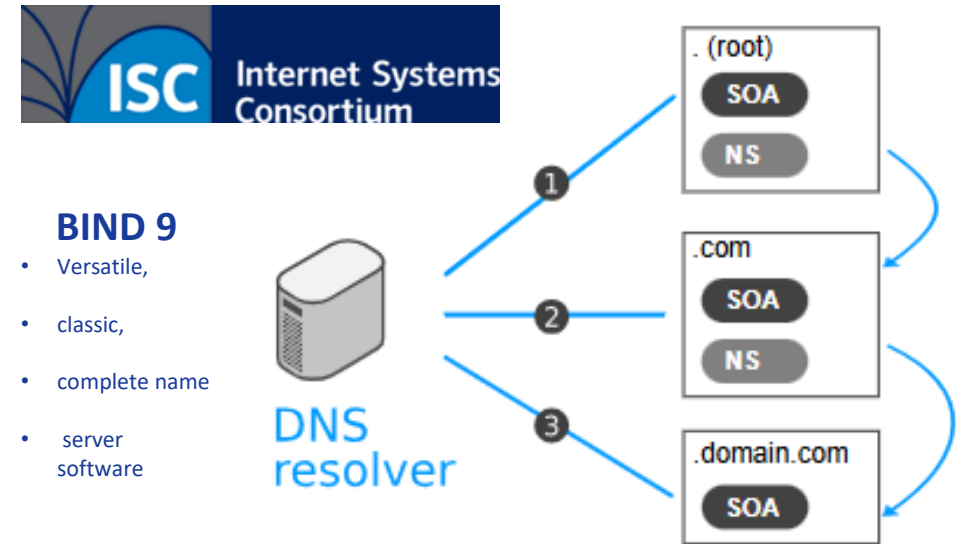 ISC
Internet Systems
Consortium
BIND 9
• Versatile,
• classic,
• complete name
• server
software
DNS
resolver
1
2
3
. (root)
SOA
NS
.com
SOA
NS
.domain.com
SOA